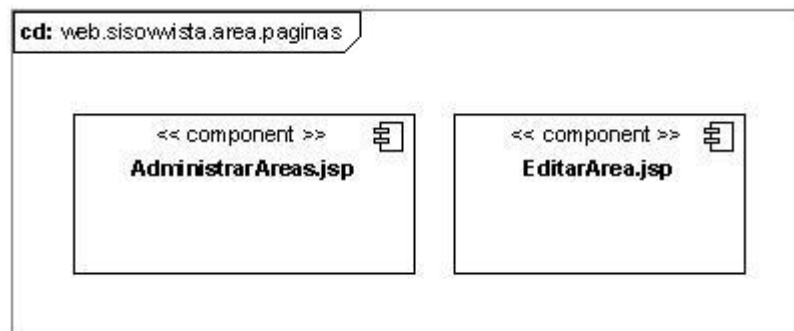 cd: web.sisowvista.area.paginas
<< component >>
AdministrarAreas.jsp
<< component >>
EditarArea.jsp